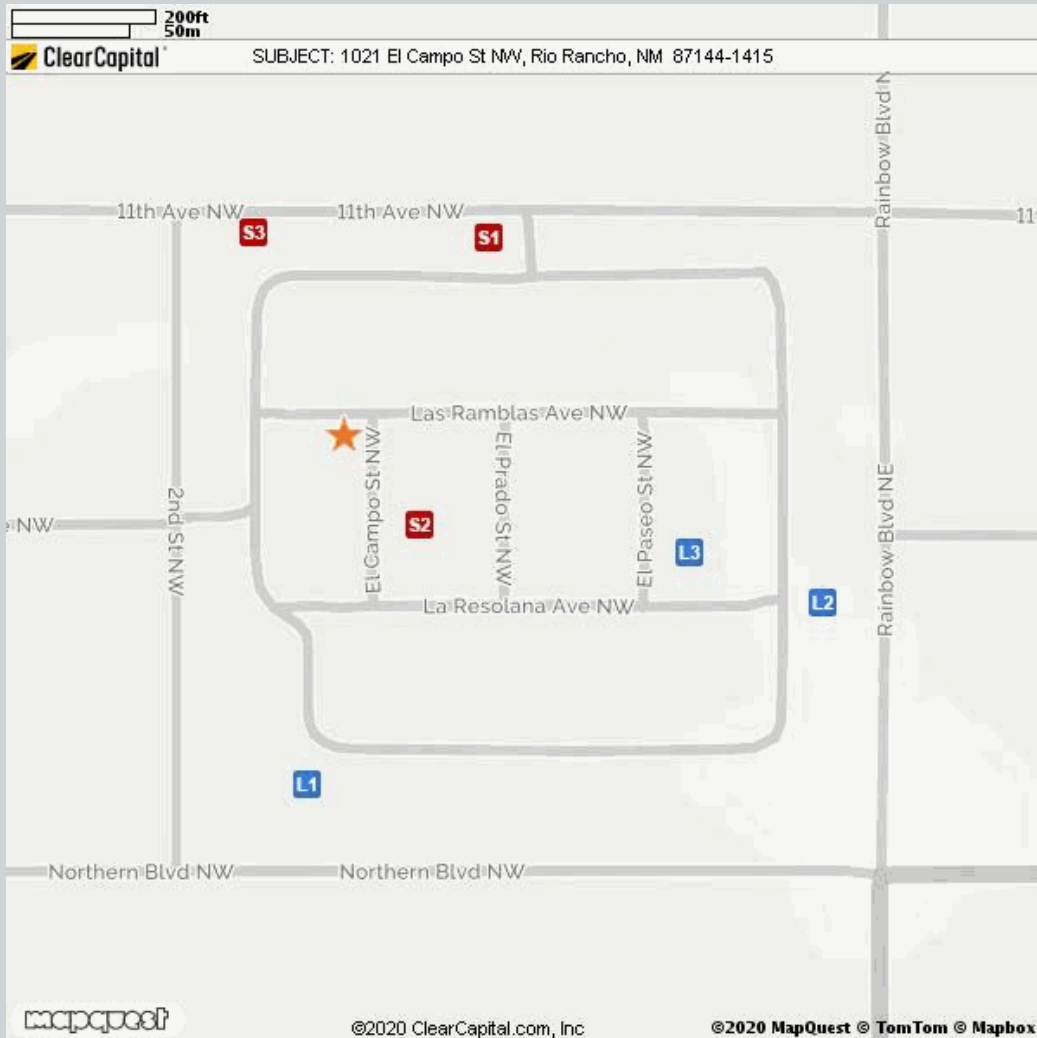 200ft
50m
ClearCapital
SUBJECT: 1021 El Campo St NW, Rio Rancho, NM 87144-1415
Rainbow Blvd N
11th Ave NW
11th Ave NW
11
S3
S1
Las Ramblas Ave NW
El Campo St NW
El Prado St NW
El Paseo St NW
2nd St NW
Rainbow Blvd NE
e NW
S2
L3
L2
La Resolana Ave NW
L1
Northern Blvd NW
Northern Blvd NW
mapquest
©2020 ClearCapital.com, Inc
©2020 MapQuest © TomTom © Mapbox